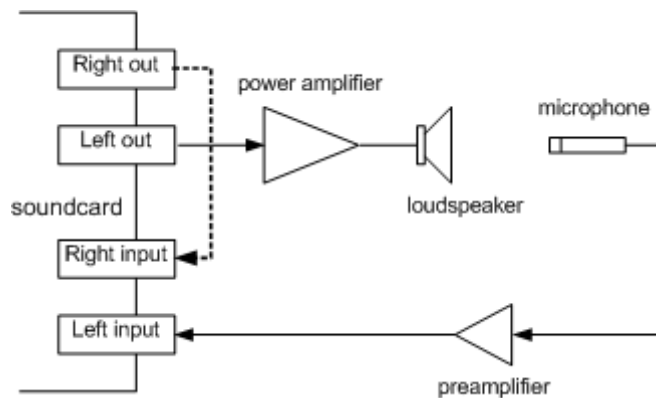 Right out
power amplifier
microphone
Left out
soundcard
loudspeaker
Right input
Left input
preamplifier